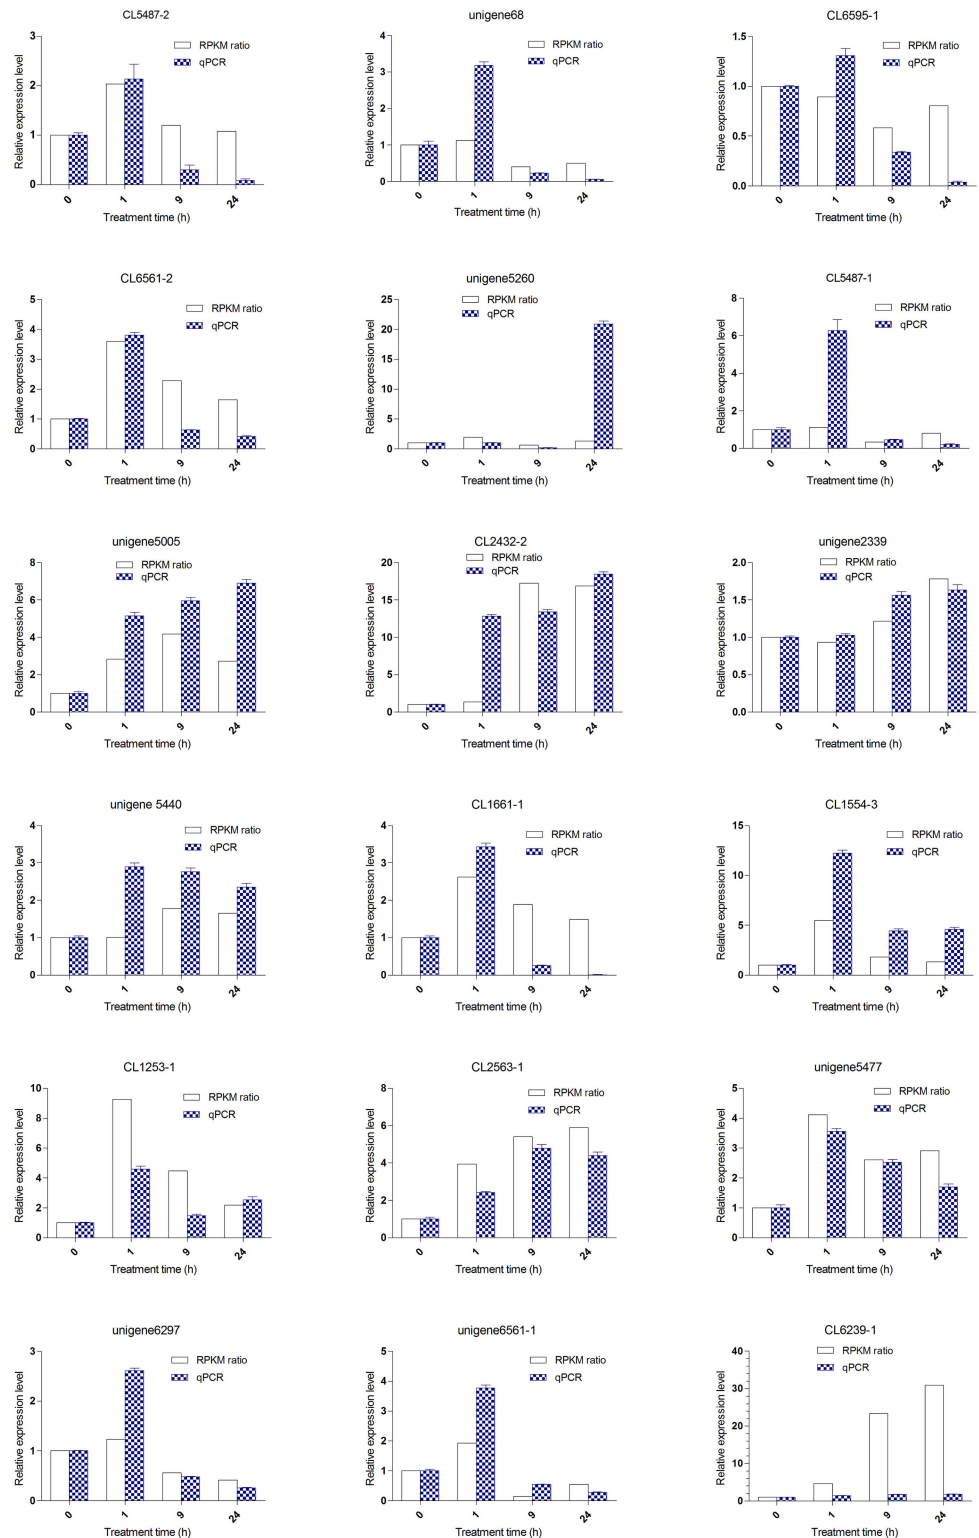 CL5487-2
3
2
1
0
Relative expression level
RPKM ratio
qPCR
0 1 9 24
Treatment time (h)
unigene68
4
3
2
1
0
Relative expression level
RPKM ratio
qPCR
0 1 9 24
Treatment time (h)
CL6595-1
1.5
1.0
0.5
0.0
Relative expression level
RPKM ratio
qPCR
0 1 9 24
Treatment time (h)
CL6561-2
5
4
3
2
1
0
Relative expression level
RPKM ratio
qPCR
0 1 9 24
Treatment time (h)
unigene5260
25
20
15
10
5
0
Relative expression level
RPKM ratio
qPCR
0 1 9 24
Treatment time (h)
CL5487-1
8
6
4
2
0
Relative expression level
RPKM ratio
qPCR
0 1 9 24
Treatment time (h)
unigene5005
8
6
4
2
0
Relative expression level
RPKM ratio
qPCR
0 1 9 24
Treatment time (h)
CL2432-2
20
15
10
5
0
Relative expression level
RPKM ratio
qPCR
0 1 9 24
Treatment time (h)
unigene2339
2.0
1.5
1.0
0.5
0.0
Relative expression level
RPKM ratio
qPCR
0 1 9 24
Treatment time (h)
unigene 5440
4
3
2
1
0
Relative expression level
RPKM ratio
qPCR
0 1 9 24
Treatment time (h)
CL1661-1
4
3
2
1
0
Relative expression level
RPKM ratio
qPCR
0 1 9 24
Treatment time (h)
CL1554-3
15
10
5
0
Relative expression level
RPKM ratio
qPCR
0 1 9 24
Treatment time (h)
CL1253-1
10
8
6
4
2
0
Relative expression level
RPKM ratio
qPCR
0 1 9 24
Treatment time (h)
CL2563-1
8
6
4
2
0
Relative expression level
RPKM ratio
qPCR
0 1 9 24
Treatment time (h)
unigene5477
5
4
3
2
1
0
Relative expression level
RPKM ratio
qPCR
0 1 9 24
Treatment time (h)
unigene6297
3
2
1
0
Relative expression level
RPKM ratio
qPCR
0 1 9 24
Treatment time (h)
unigene6561-1
5
4
3
2
1
0
Relative expression level
RPKM ratio
qPCR
0 1 9 24
Treatment time (h)
CL6239-1
40
30
20
10
0
Relative expression level
RPKM ratio
qPCR
0 1 9 24
Treatment time (h)